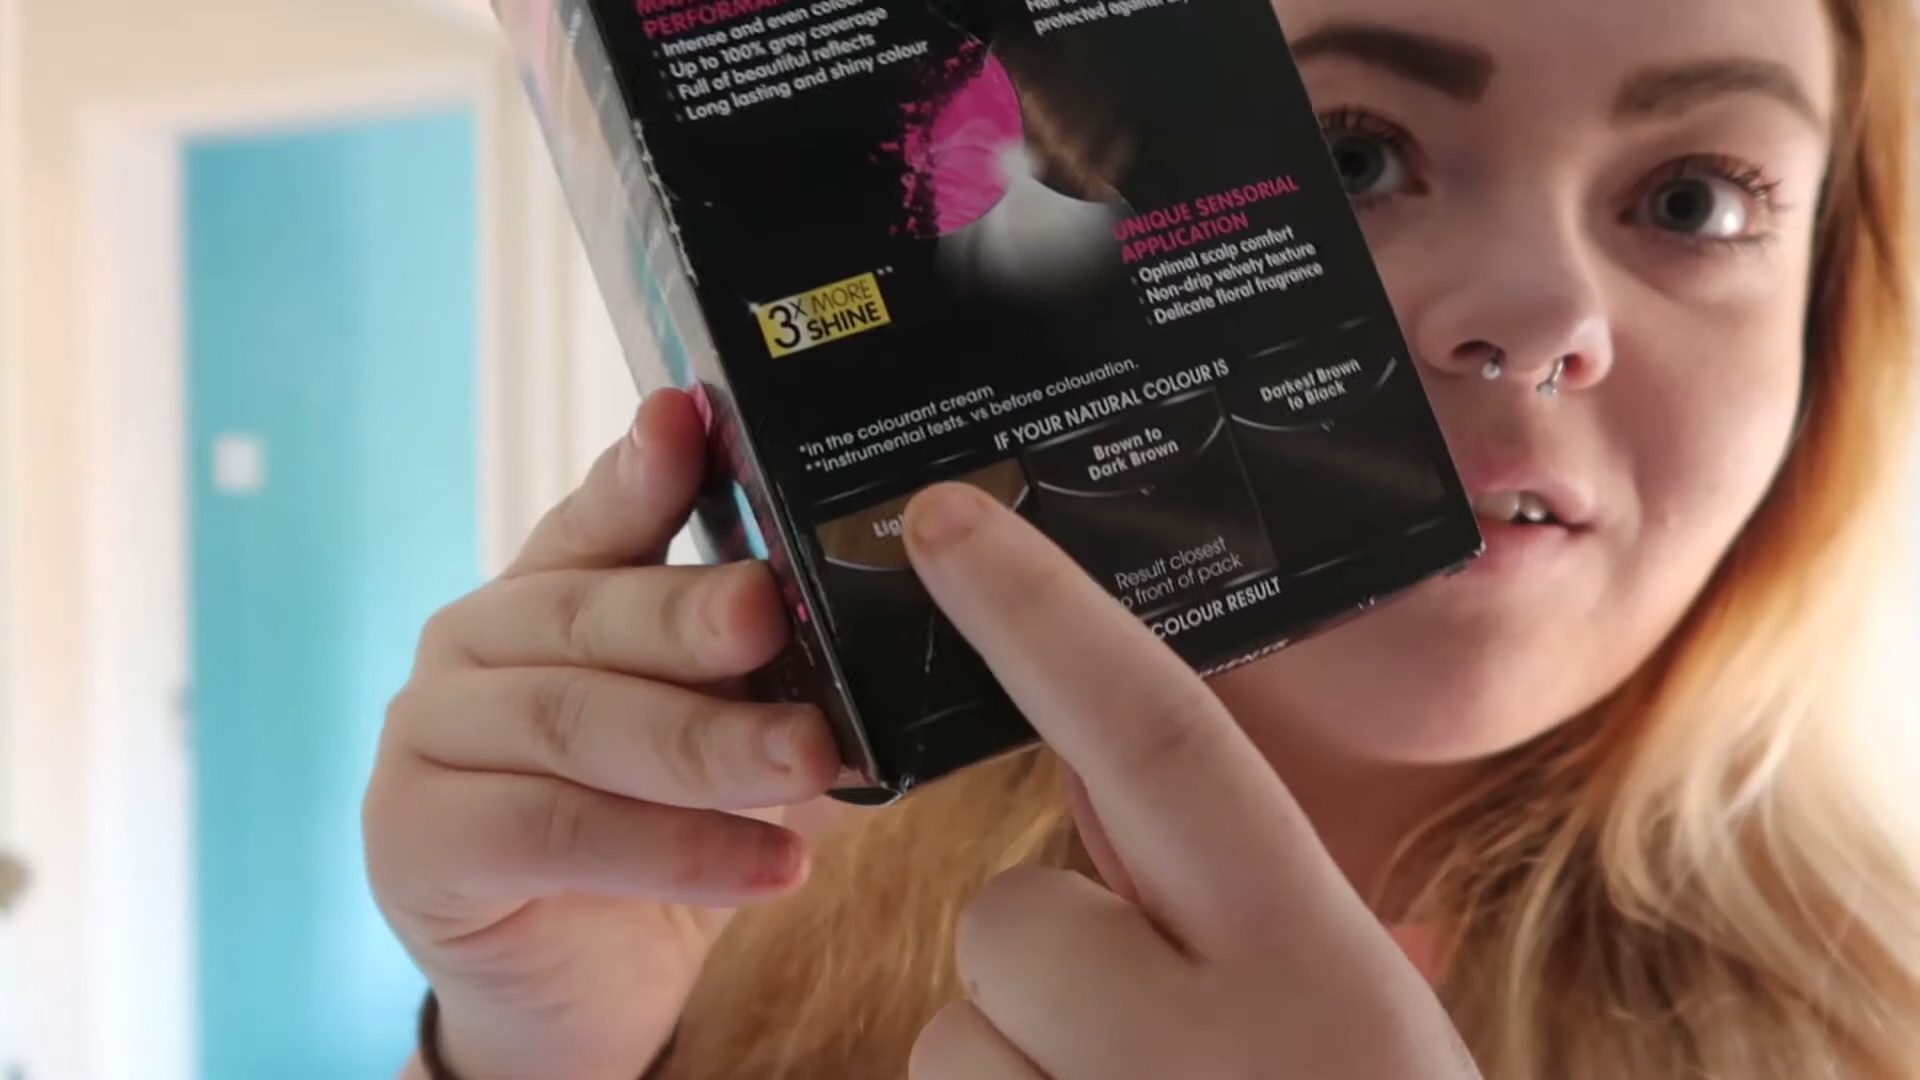 PERFORMA
Intense and even colou
Up to 100% grey coverage
Full of beautiful reflects
Long lasting and shiny colour
protected against
UNIQUE SENSORIAL
APPLICATION
Optimal scalp comfort
Non-drip velvety texture
Delicate floral fragrance
3X MORE
SHINE**
*in the colourant cream
**Instrumental tests. vs before colouration.
IF YOUR NATURAL COLOUR IS
Lig
Brown to
Dark Brown
Darkest Brown
to Black
Result closest
o front of pack
COLOUR RESULT